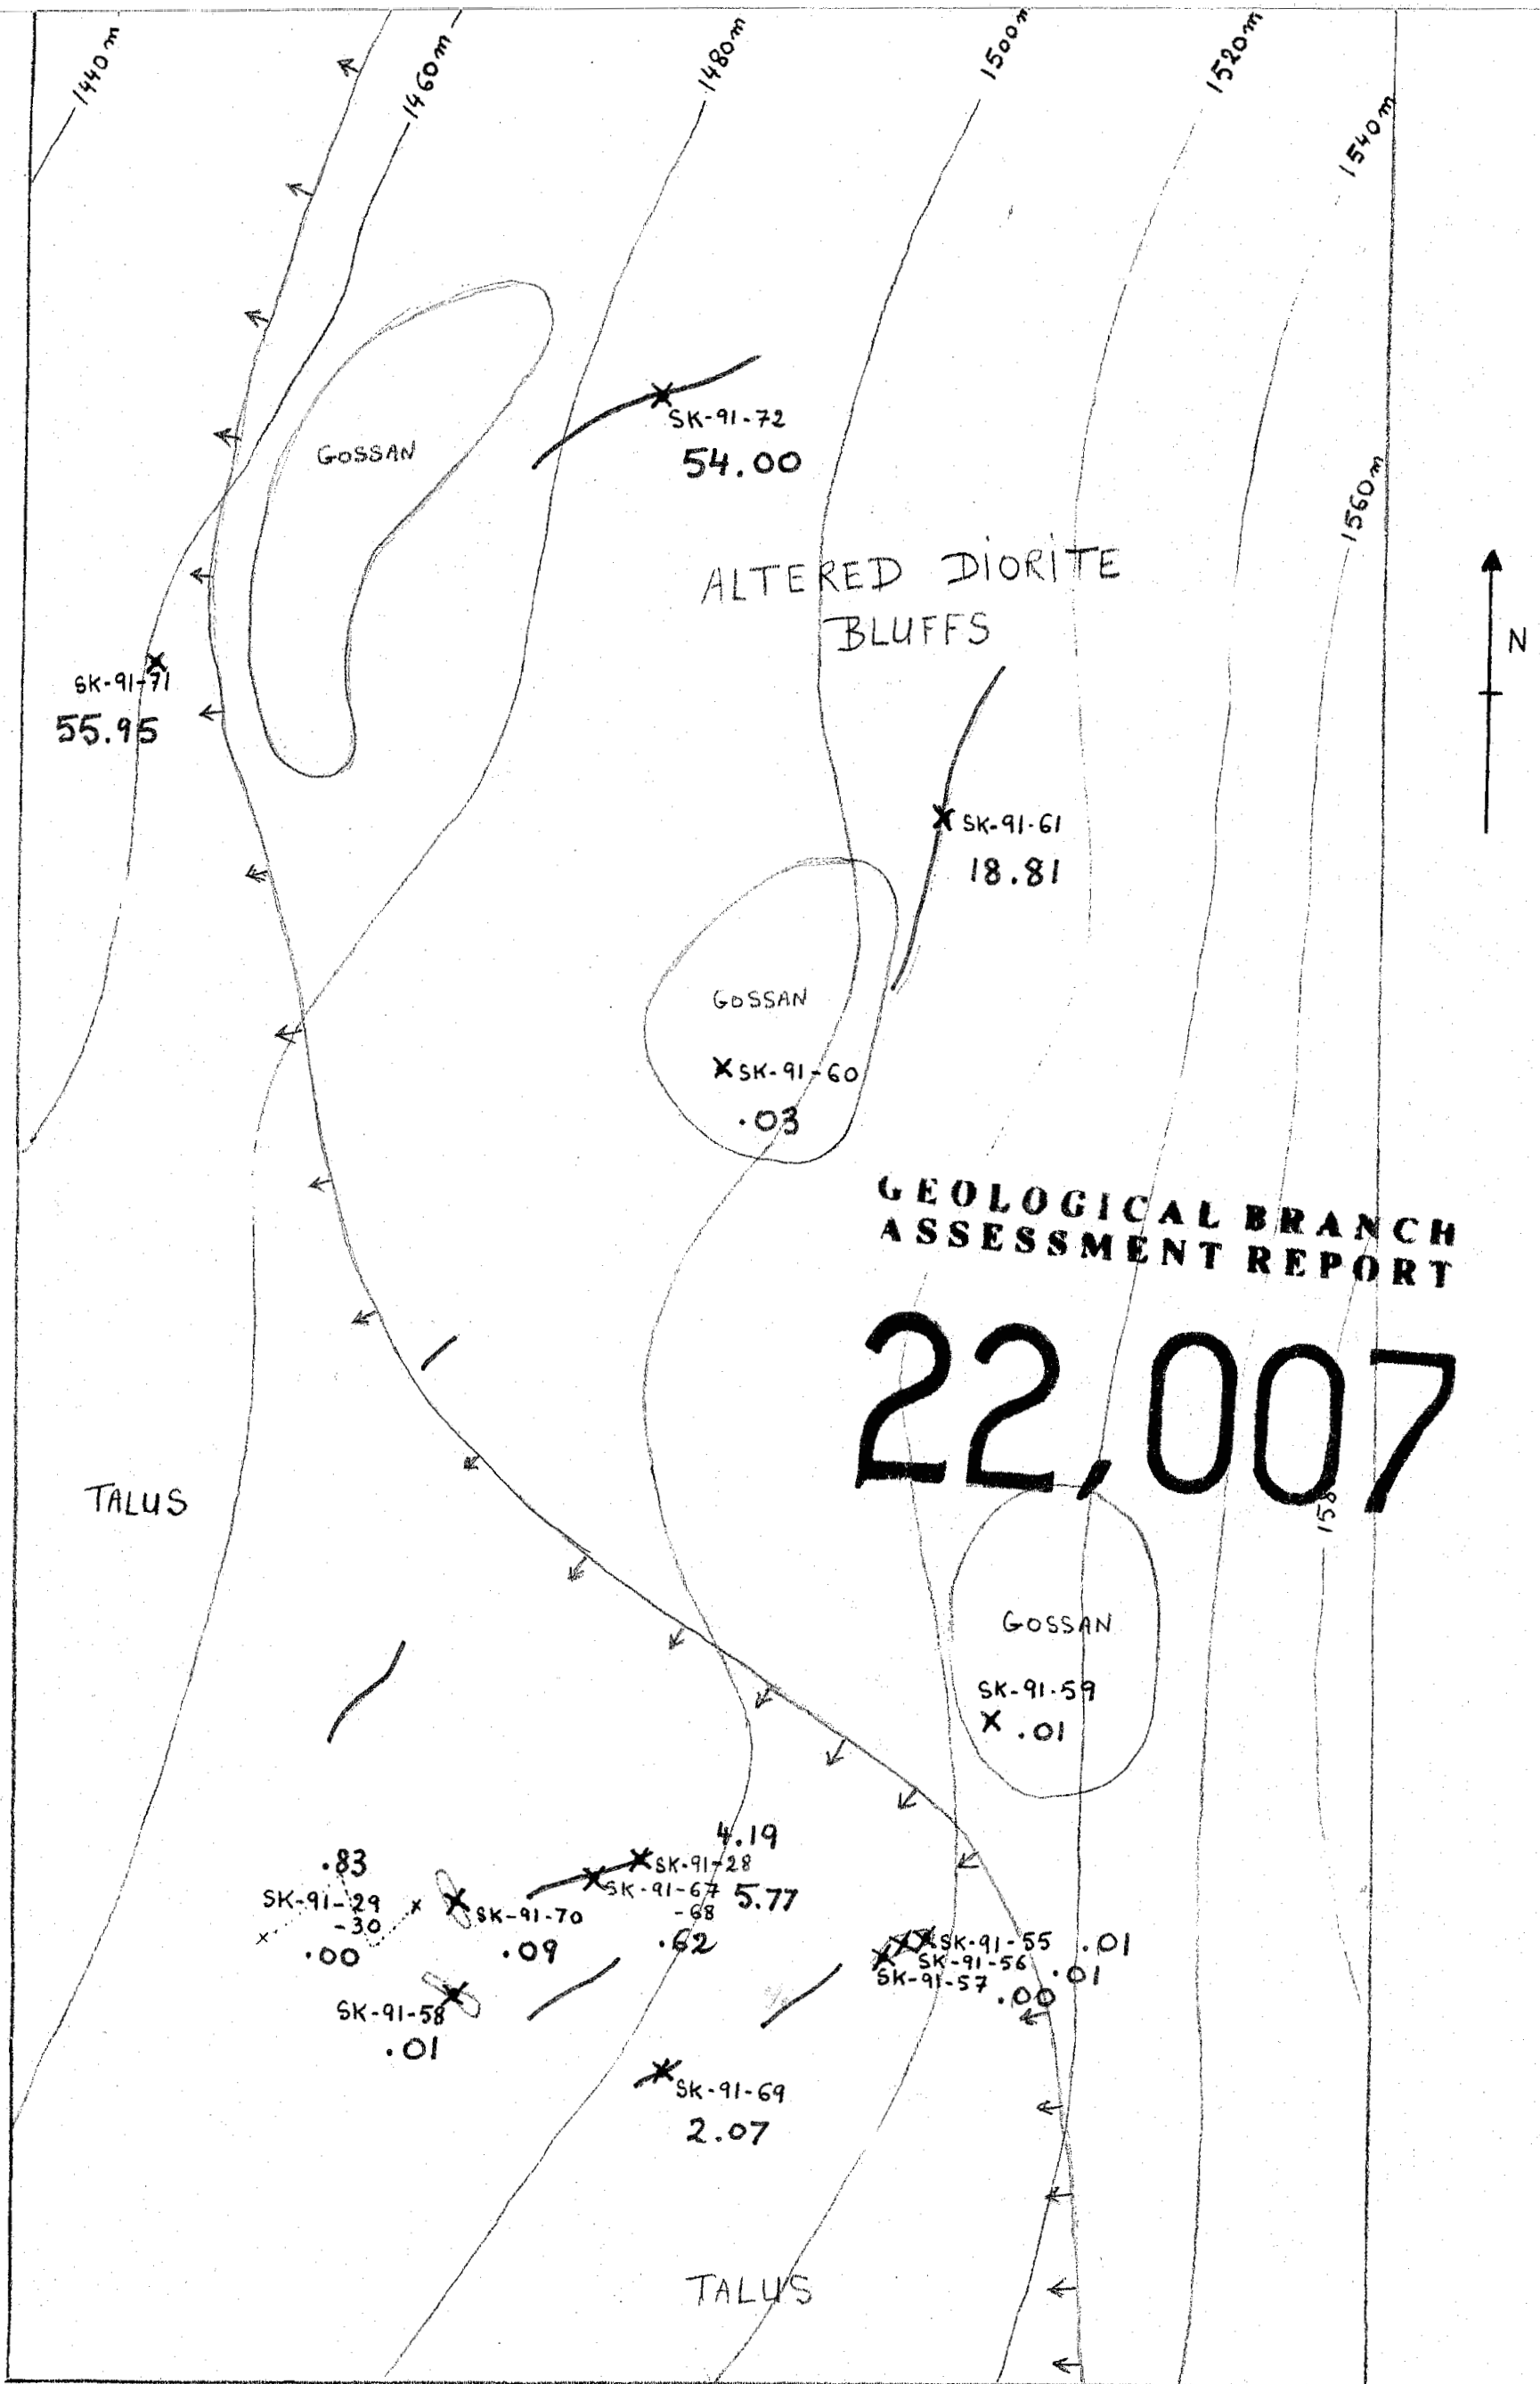 1440m
1460m
1480m
1500m
1520m
1540m
GOSSAN
SK-91-72
54.00
1560m
ALTERED DIORITE
BLUFFS
N
SK-91-71
55.95
SK-91-61
18.81
GOSSAN
SK-91-60
.03
GEOLOGICAL BRANCH
ASSESSMENT REPORT
22,007
TALUS
158
GOSSAN
SK-91-59
.01
4.19
.83
SK-91-28
SK-91-29
-30
.00
SK-91-67 5.77
-68
.62
SK-91-70
.09
SK-91-55 .01
SK-91-56 .01
SK-91-57 .00
SK-91-58
.01
SK-91-69
2.07
TALUS